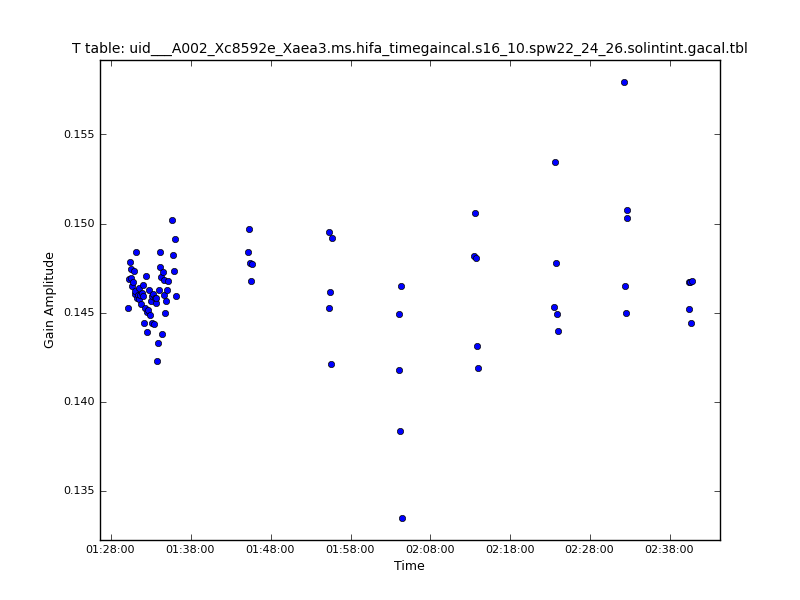 T table: uid___A002_Xc8592e_Xaea3.ms.hifa_timegaincal.s16_10.spw22_24_26.solintint.gacal.tbl
0.155
0.150
0.145
0.140
0.135
Gain Amplitude
01:28:00 01:38:00 01:48:00 01:58:00 02:08:00 02:18:00 02:28:00 02:38:00
Time